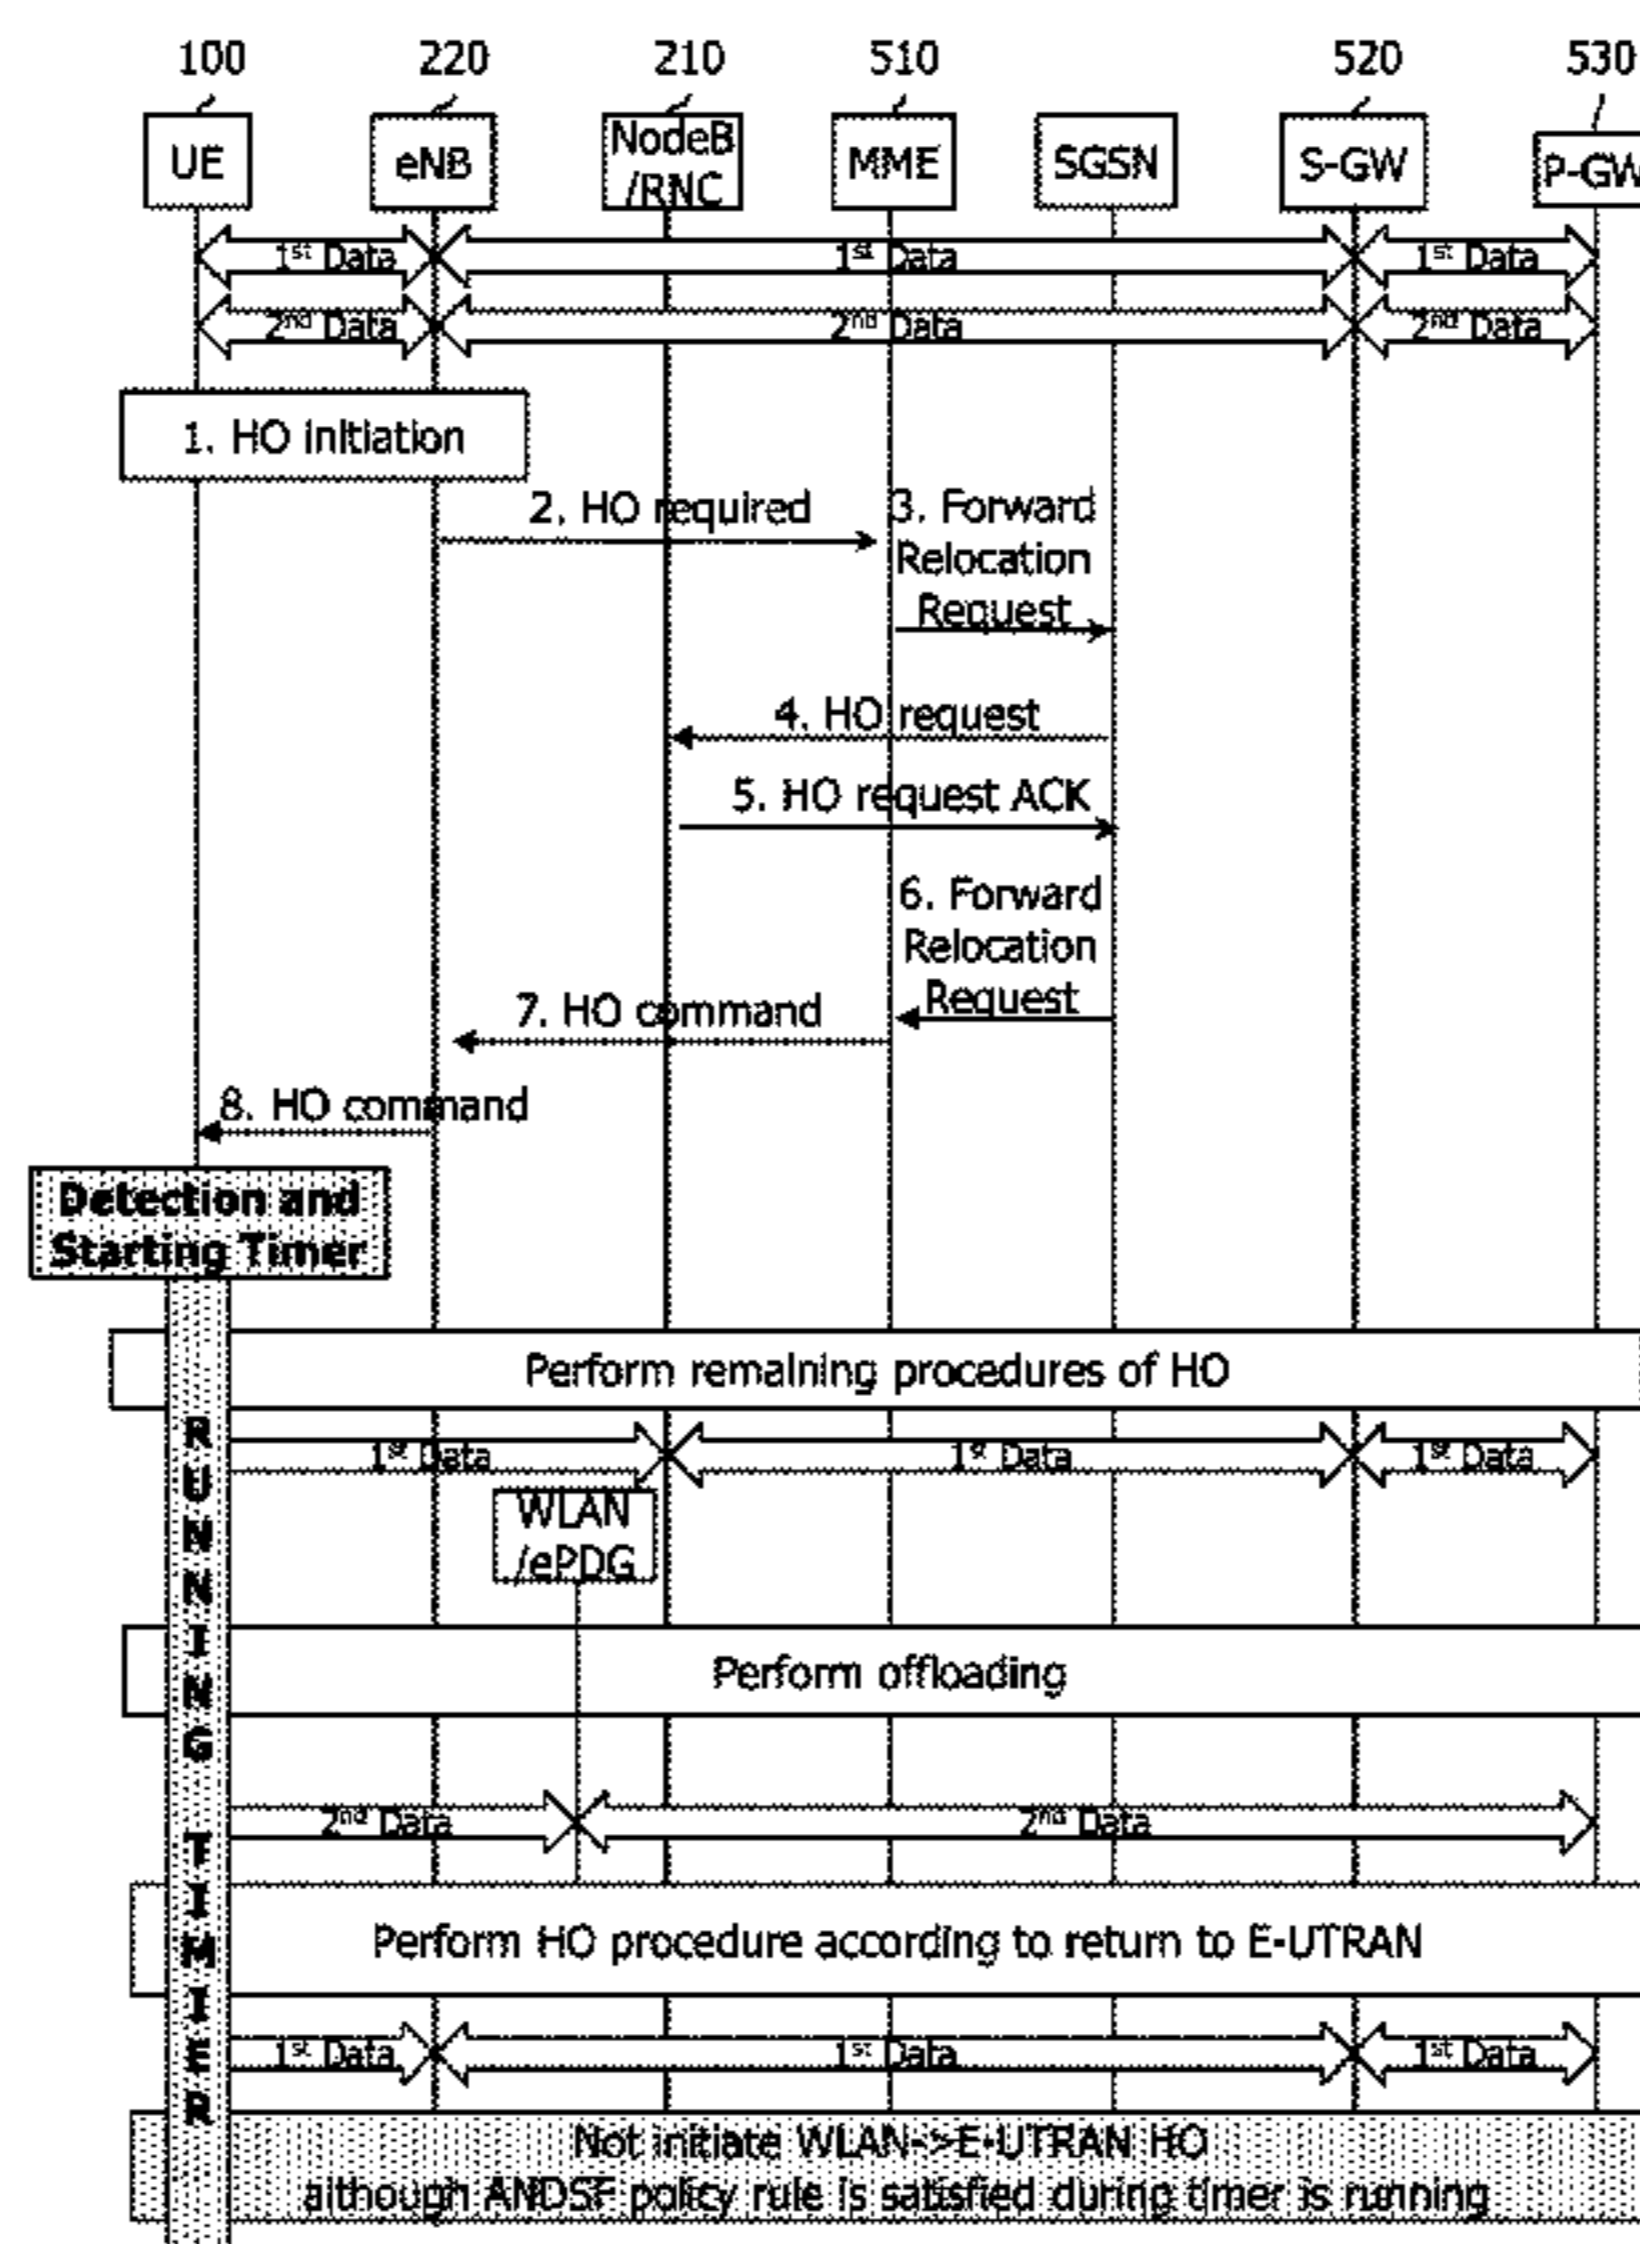 100 220 210 510 520 530
UE eNB NodeB /RNC MME SGSN S-GW P-GW
1st Data 1st Data 1st Data
2nd Data 2nd Data 2nd Data
1. HO initiation
2. HO required
3. Forward
Relocation
Request
4. HO request
5. HO request ACK
6. Forward
Relocation
Request
7. HO command
8. HO command
Detection and
Starting Timer
RUNNING TIMIER
Perform remaining procedures of HO
1st Data 1st Data 1st Data
WLAN
/ePDG
Perform offloading
2nd Data 2nd Data
Perform HO procedure according to return to E-UTRAN
1st Data 1st Data 1st Data
Not initiate WLAN->E-UTRAN HO
although ANDSF policy rule is satisfied during timer is running